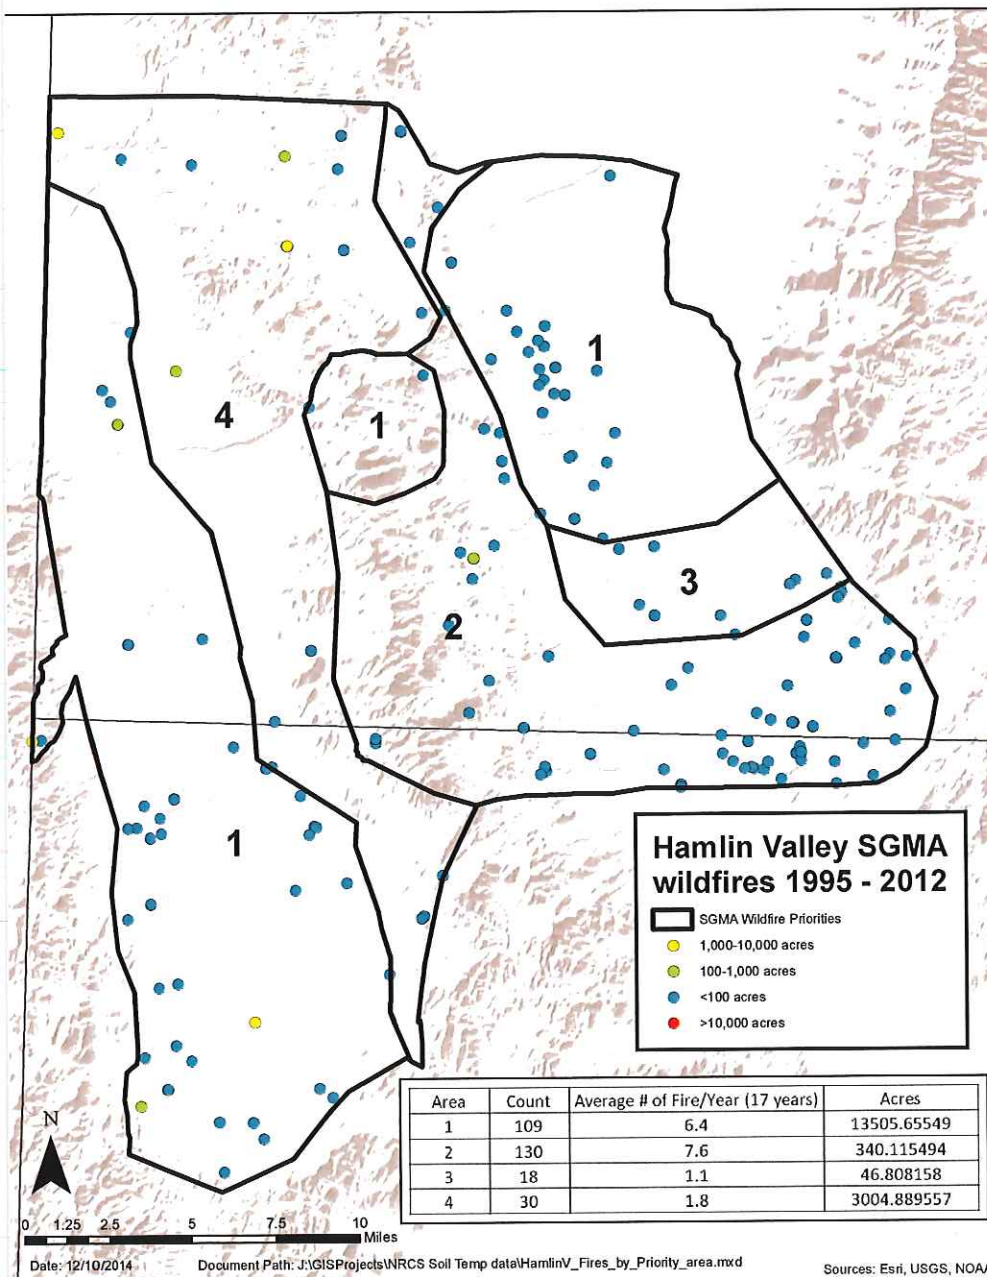 1
4
1
3
2
1
Hamlin Valley SGMA
wildfires 1995 - 2012
SGMA Wildfire Priorities
1,000-10,000 acres
100-1,000 acres
<100 acres
>10,000 acres
Area Count Average # of Fire/Year (17 years) Acres
1 109 6.4 13505.65549
2 130 7.6 340.115494
3 18 1.1 46.808158
4 30 1.8 3004.889557
N
0 1.25 2.5 5 7.5 10
Miles
Date: 12/10/2014 Document Path: J:\GISProjects\NRCS Soil Temp data\HamlinV_Fires_by_Priority_area.mxd Sources: Esri, USGS, NOAA